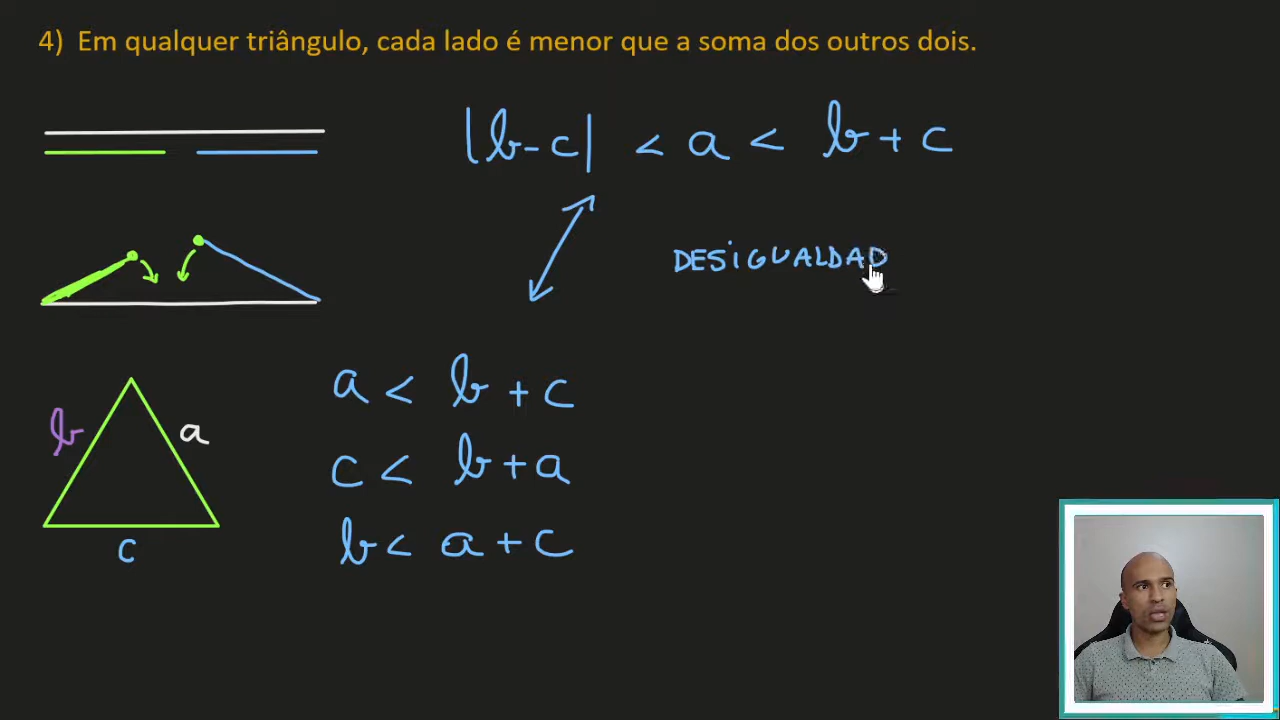 4) Em qualquer triângulo, cada lado é menor que a soma dos outros dois.
|b-c| < a < b+c
DESiGUALDAD
a < b+c
b
a
c < b+a
b < a+c
c